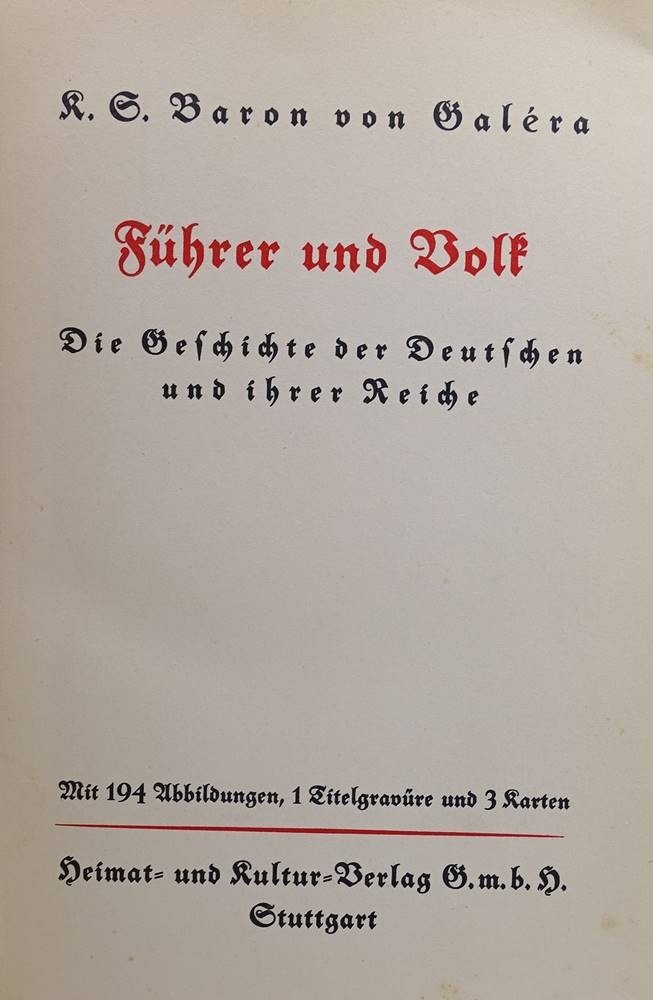 K. S. Baron von Galéra
Führer und Volk
Die Geſchichte der Deutſchen
und ihrer Reiche
Mit 194 Abbildungen, 1 Titelgravüre und 3 Karten
Heimat- und Kultur-Verlag G. m. b. H.
Stuttgart